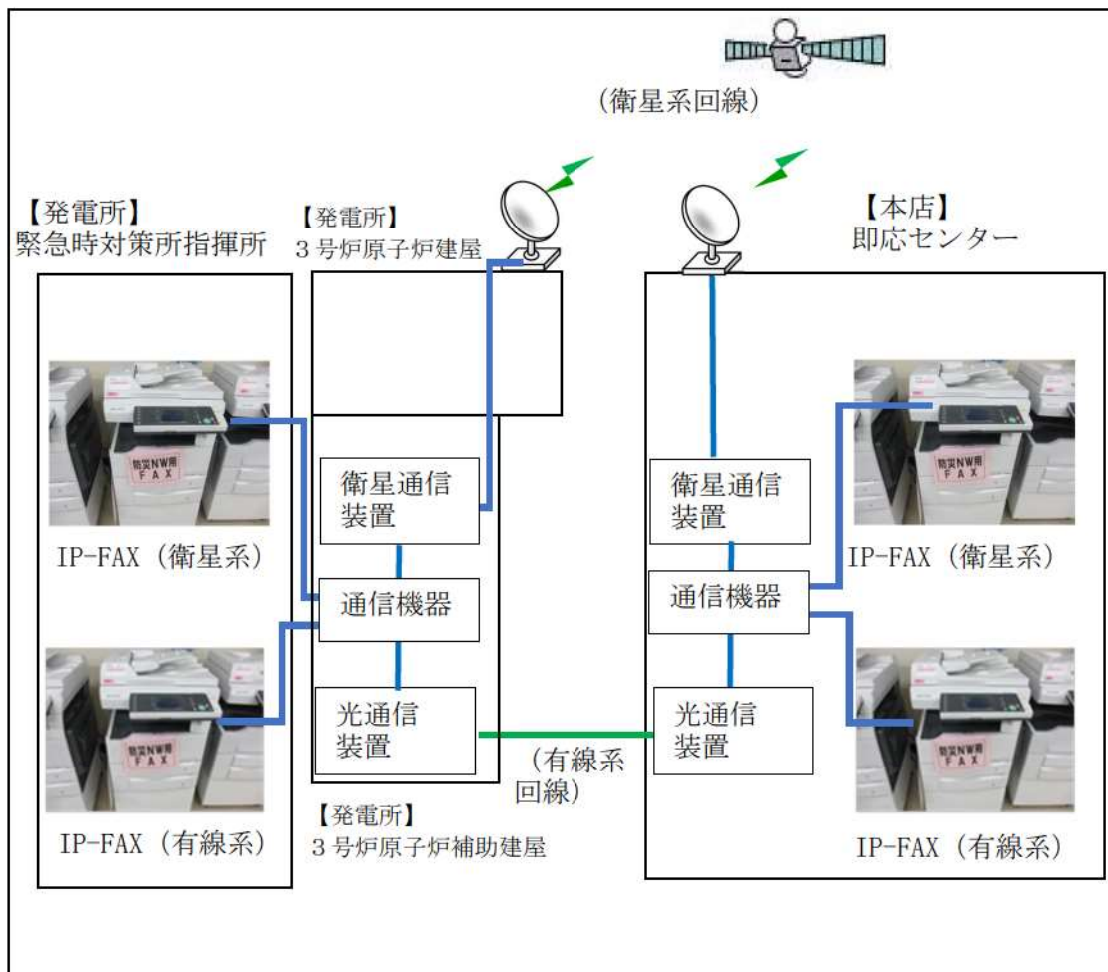 （衛星系回線）
【発電所】
緊急時対策所指揮所
【発電所】
３号炉原子炉建屋
【本店】
即応センター
防災NW用
FAX
IP-FAX（衛星系）
衛星通信
装置
通信機器
光通信
装置
防災NW用
FAX
IP-FAX（有線系）
【発電所】
３号炉原子炉補助建屋
（有線系
回線）
衛星通信
装置
通信機器
光通信
装置
防災NW用
FAX
IP-FAX（衛星系）
防災NW用
FAX
IP-FAX（有線系）